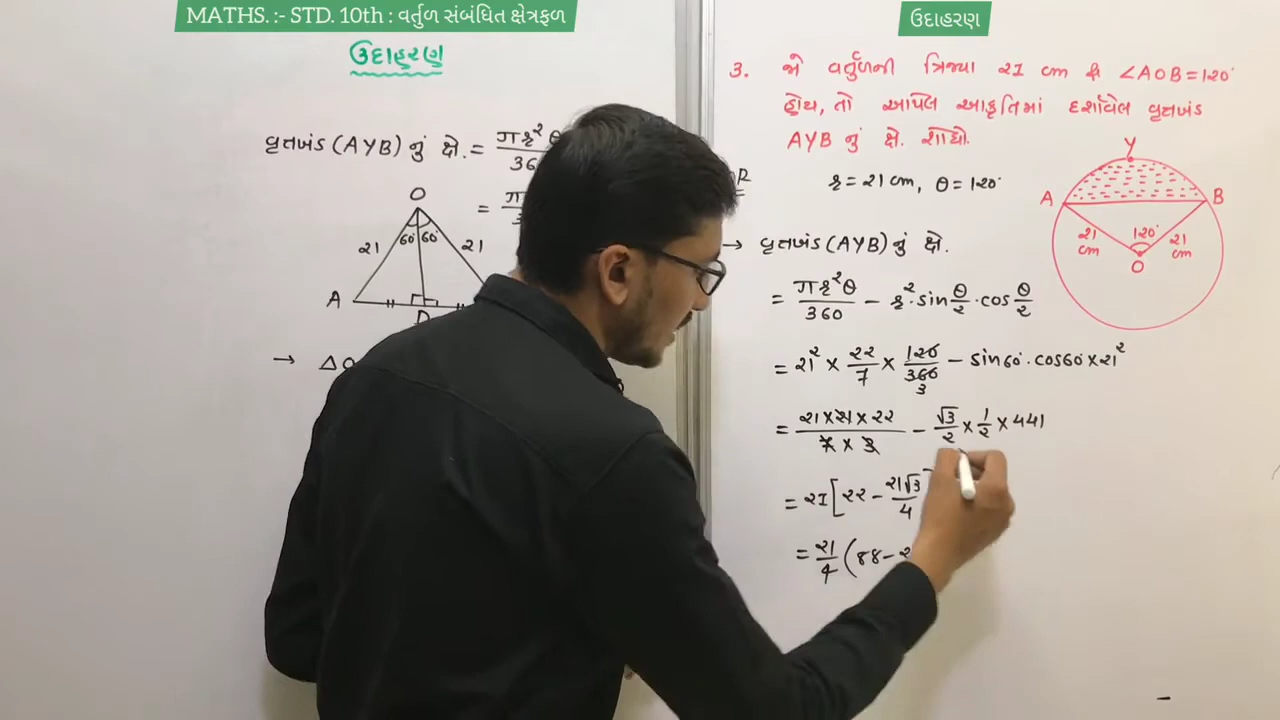 MATHS. :- STD. 10th : વર્તુળ સંબંધિત ક્ષેત્રફળ
ઉદાહરણ
વૃત્તખંડ (AYB) નું ક્ષે. = πr²θ
36
=
O
60° 60°
21 21
A
D
→ Δ
ઉદાહરણ
3. જો વર્તુળની ત્રિજ્યા 21 cm & ∠AOB = 120°
હોય, તો આપેલ આકૃતિમાં દર્શાવેલ વૃત્તખંડ
AYB નું ક્ષે. શોધો.
r = 21 cm, θ = 120°
Y
A B
120°
21 cm 21 cm
O
→ વૃત્તખંડ (AYB) નું ક્ષે.
= πr²θ/360 - r²·sin θ/2 · cos θ/2
= 21² × 22/7 × 120/360 - sin60° · cos60° × 21²
3
= 21 × 21 × 22 / 7 × 3 - √3/2 × 1/2 × 441
= 21 [ 22 - 21√3/4
= 21/4 ( 88 -